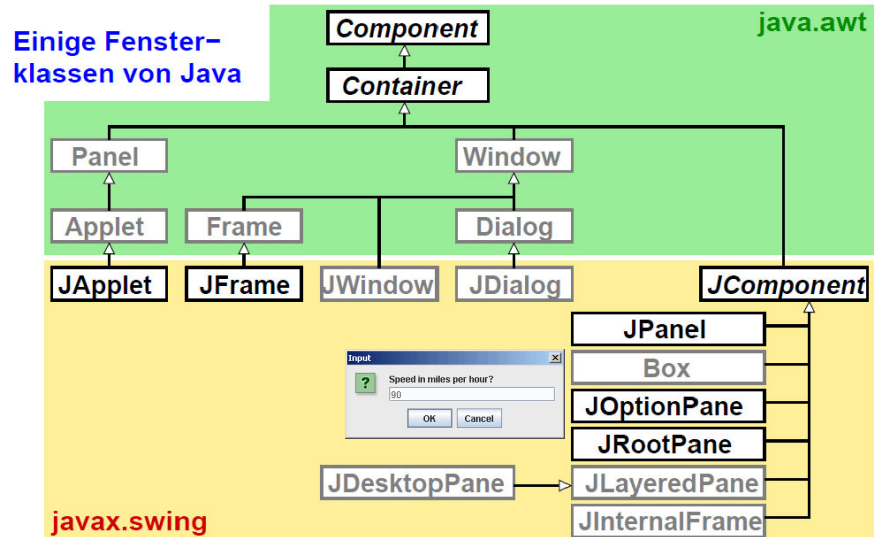 Einige Fenster-
klassen von Java
java.awt
Component
Container
Panel
Window
Applet
Frame
Dialog
JApplet
JFrame
JWindow
JDialog
JComponent
JPanel
Box
JOptionPane
JRootPane
JDesktopPane
JLayeredPane
JInternalFrame
Input
X
?
Speed in miles per hour?
90
OK
Cancel
javax.swing